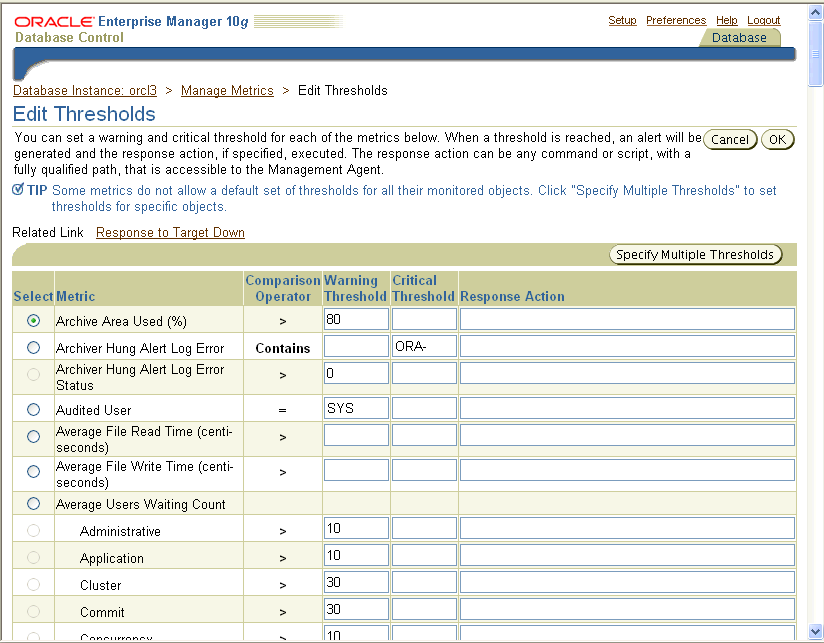 ORACLE Enterprise Manager 10g
Database Control
Setup Preferences Help Logout
Database
Database Instance: orcl3 > Manage Metrics > Edit Thresholds
Edit Thresholds
You can set a warning and critical threshold for each of the metrics below. When a threshold is reached, an alert will be
generated and the response action, if specified, executed. The response action can be any command or script, with a
fully qualified path, that is accessible to the Management Agent.
Cancel OK
TIP Some metrics do not allow a default set of thresholds for all their monitored objects. Click "Specify Multiple Thresholds" to set
thresholds for specific objects.
Related Link Response to Target Down
Specify Multiple Thresholds
Select Metric Comparison Operator Warning Threshold Critical Threshold Response Action
Archive Area Used (%) > 80
Archiver Hung Alert Log Error Contains ORA-
Archiver Hung Alert Log Error
Status > 0
Audited User = SYS
Average File Read Time (centi-
seconds) >
Average File Write Time (centi-
seconds) >
Average Users Waiting Count
Administrative > 10
Application > 10
Cluster > 30
Commit > 30
Concurrency > 10